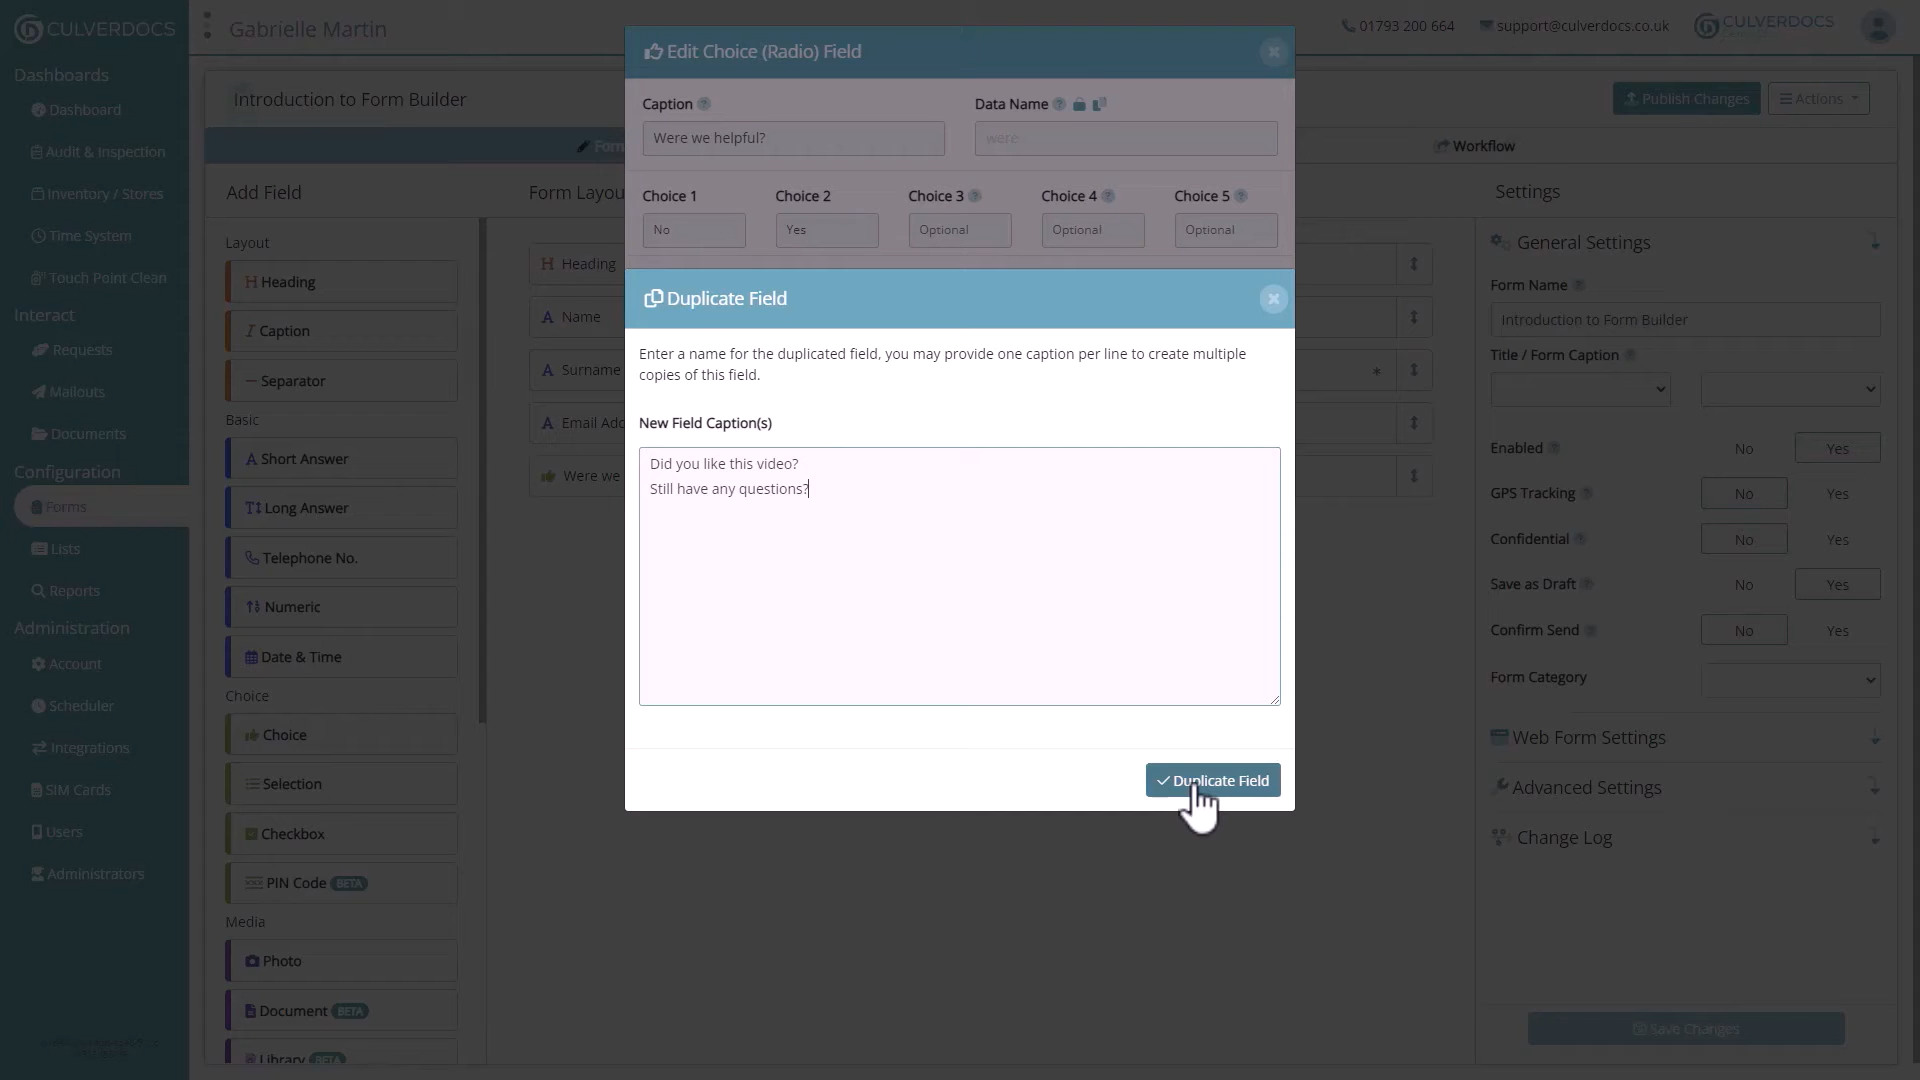 CULVERDOCS
Gabrielle Martin
01793 200 664
support@culverdocs.co.uk
CULVERDOCS
Dashboards
Dashboard
Audit & Inspection
Inventory / Stores
Time System
Touch Point Clean
Interact
Requests
Mailouts
Documents
Configuration
Forms
Lists
Reports
Administration
Account
Scheduler
Integrations
SIM Cards
Users
Administrators
Introduction to Form Builder
Publish Changes
Actions
Form
Workflow
Add Field
Layout
Heading
Caption
Separator
Basic
Short Answer
Long Answer
Telephone No.
Numeric
Date & Time
Choice
Choice
Selection
Checkbox
PIN Code BETA
Media
Photo
Document BETA
Library BETA
Form Layou
Heading
Name
Surname
Email Add
Were we
Edit Choice (Radio) Field
Caption
Data Name
Were we helpful?
were
Choice 1
Choice 2
Choice 3
Choice 4
Choice 5
No
Yes
Optional
Optional
Optional
Duplicate Field
Enter a name for the duplicated field, you may provide one caption per line to create multiple
copies of this field.
New Field Caption(s)
Did you like this video?
Still have any questions?
Duplicate Field
Settings
General Settings
Form Name
Introduction to Form Builder
Title / Form Caption
Enabled No Yes
GPS Tracking No Yes
Confidential No Yes
Save as Draft No Yes
Confirm Send No Yes
Form Category
Web Form Settings
Advanced Settings
Change Log
Save Changes